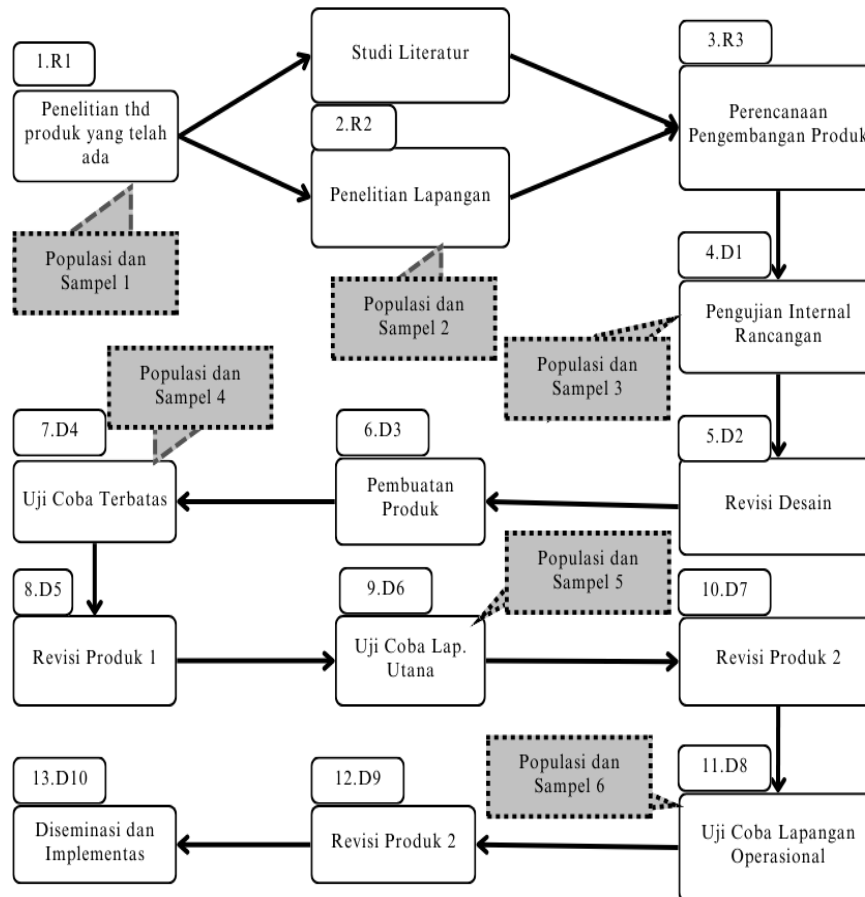 1.R1
Penelitian thd
produk yang telah
ada
Populasi dan
Sampel 1
Studi Literatur
2.R2
Penelitian Lapangan
Populasi dan
Sampel 2
3.R3
Perencanaan
Pengembangan Produk
4.D1
Pengujian Internal
Rancangan
Populasi dan
Sampel 3
5.D2
Revisi Desain
6.D3
Pembuatan
Produk
Populasi dan
Sampel 4
7.D4
Uji Coba Terbatas
8.D5
Revisi Produk 1
9.D6
Uji Coba Lap.
Utana
Populasi dan
Sampel 5
10.D7
Revisi Produk 2
11.D8
Uji Coba Lapangan
Operasional
Populasi dan
Sampel 6
12.D9
Revisi Produk 2
13.D10
Diseminasi dan
Implementas